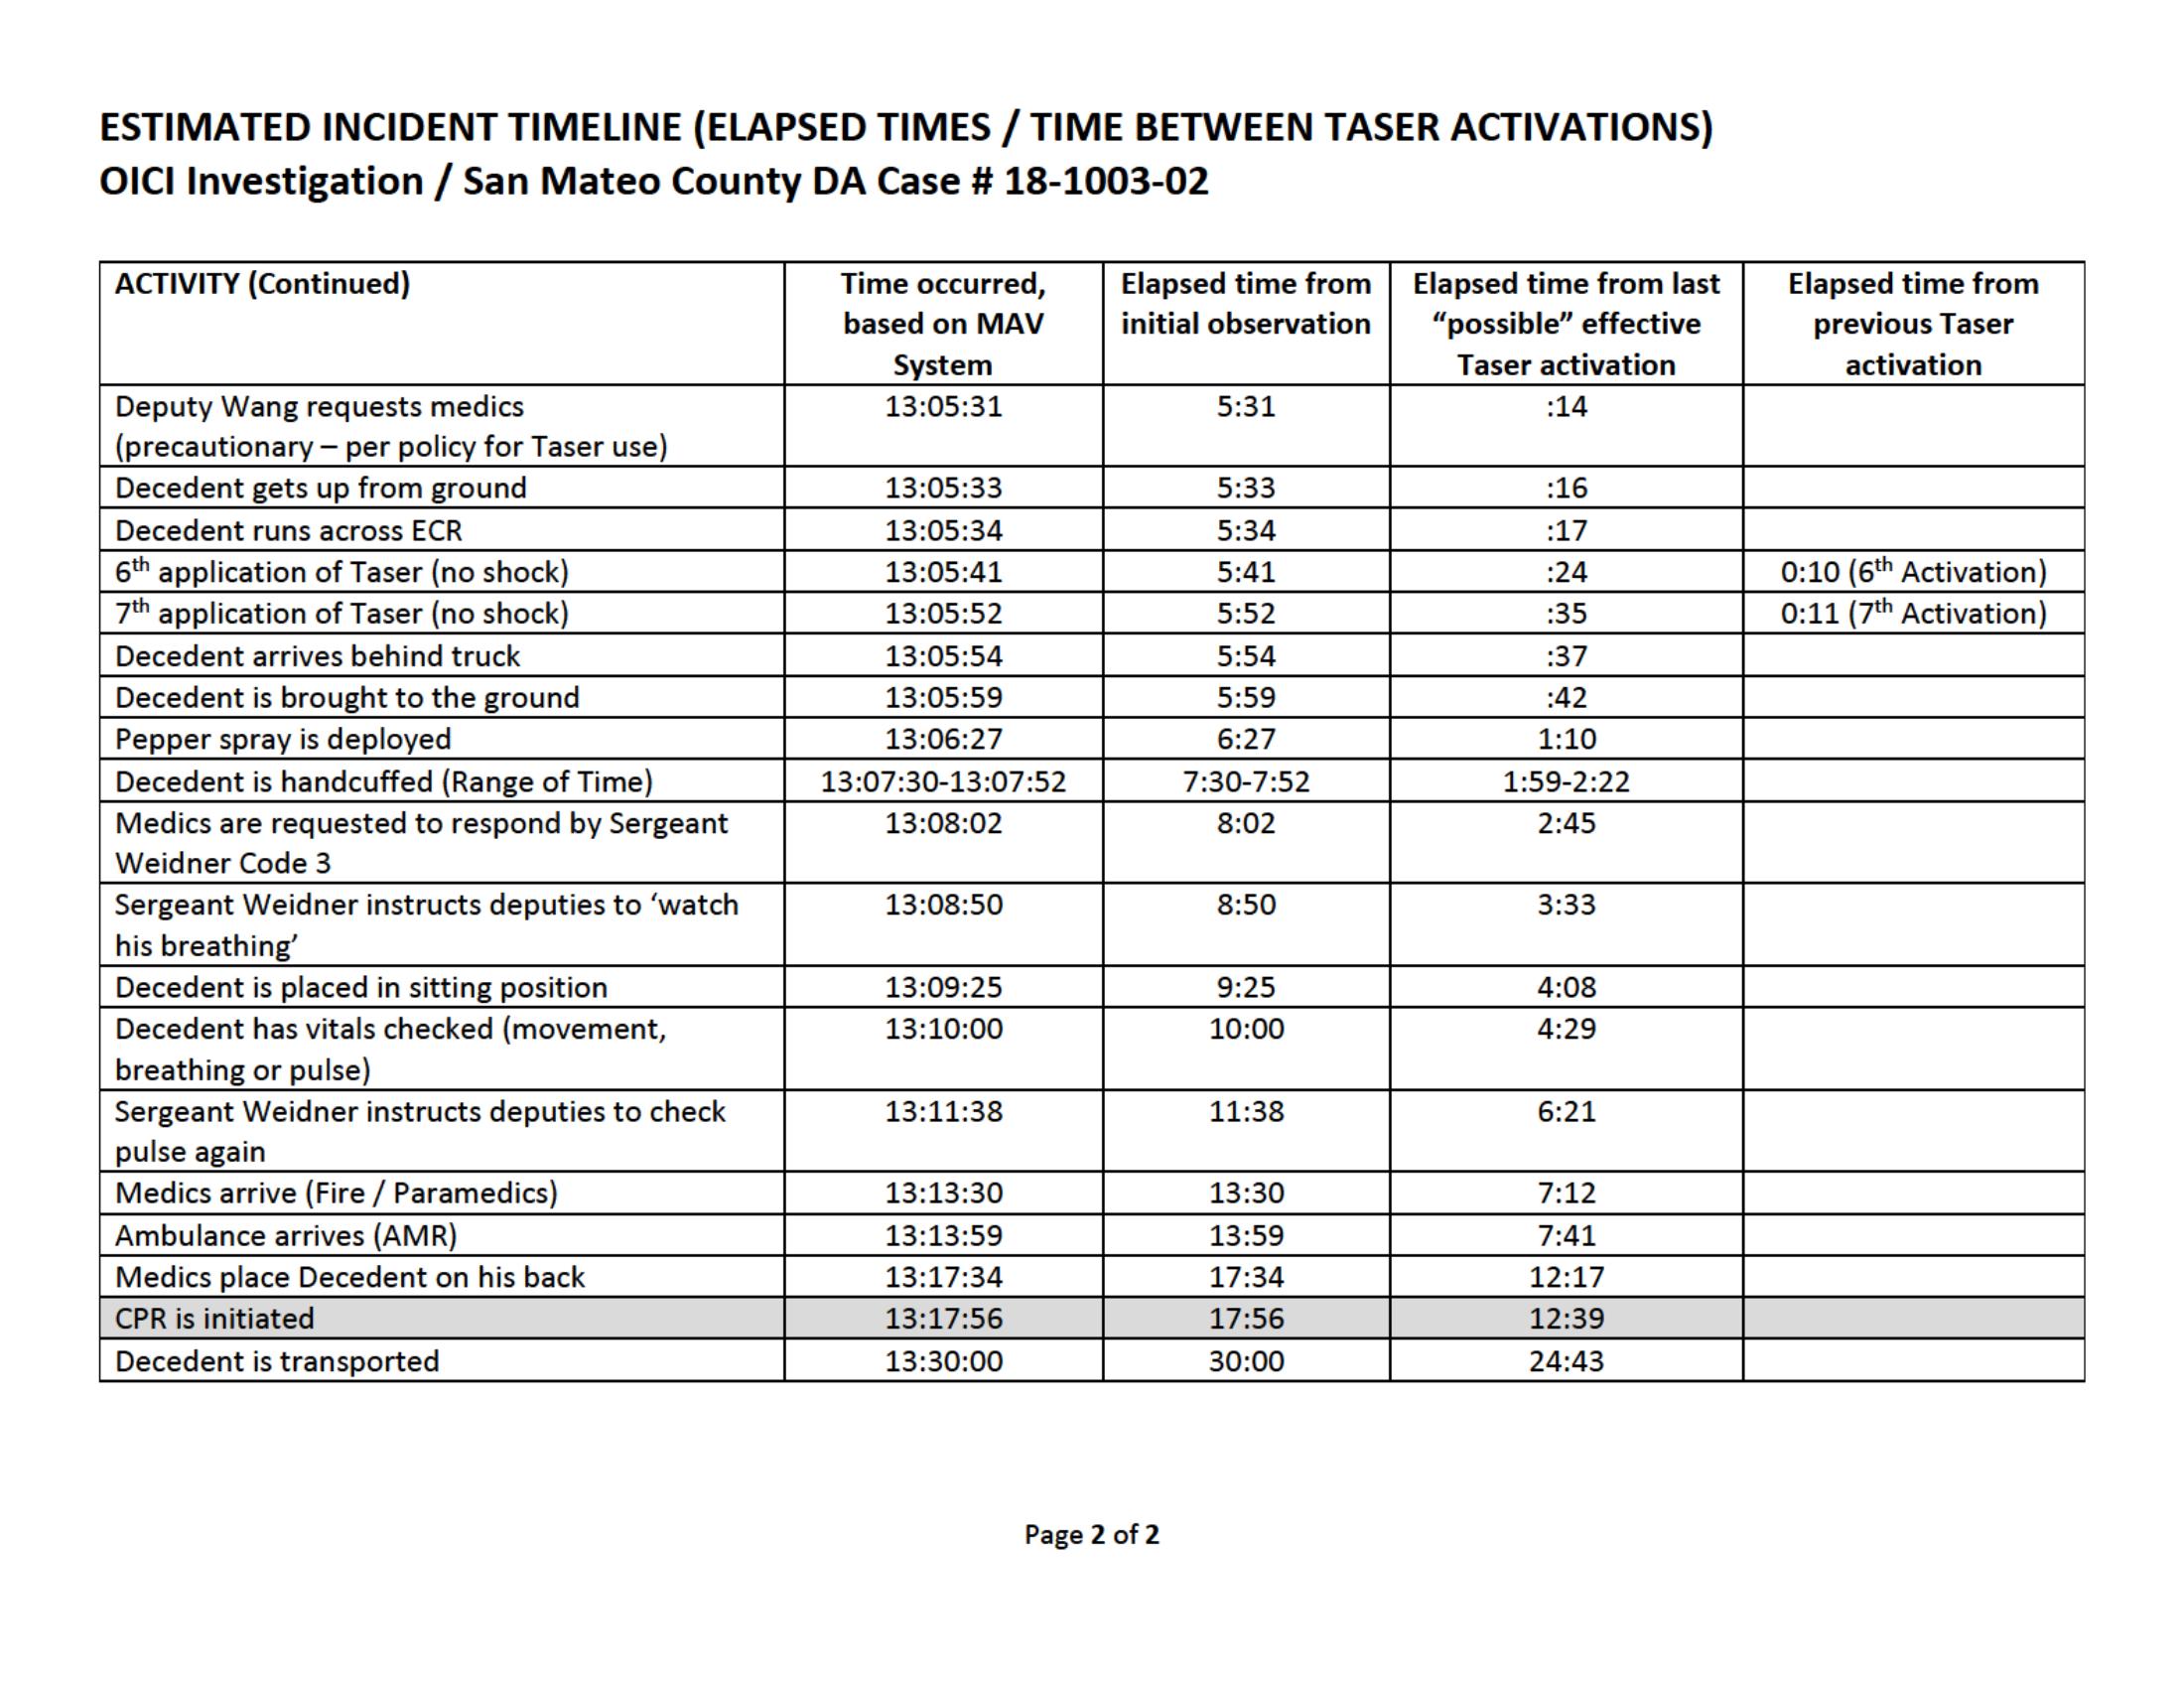 ESTIMATED INCIDENT TIMELINE (ELAPSED TIMES / TIME BETWEEN TASER ACTIVATIONS)
OICI Investigation / San Mateo County DA Case # 18-1003-02
ACTIVITY (Continued) Time occurred, based on MAV System Elapsed time from initial observation Elapsed time from last “possible” effective Taser activation Elapsed time from previous Taser activation
Deputy Wang requests medics 13:05:31 5:31 :14
(precautionary – per policy for Taser use)
Decedent gets up from ground 13:05:33 5:33 :16
Decedent runs across ECR 13:05:34 5:34 :17
6th application of Taser (no shock) 13:05:41 5:41 :24 0:10 (6th Activation)
7th application of Taser (no shock) 13:05:52 5:52 :35 0:11 (7th Activation)
Decedent arrives behind truck 13:05:54 5:54 :37
Decedent is brought to the ground 13:05:59 5:59 :42
Pepper spray is deployed 13:06:27 6:27 1:10
Decedent is handcuffed (Range of Time) 13:07:30-13:07:52 7:30-7:52 1:59-2:22
Medics are requested to respond by Sergeant 13:08:02 8:02 2:45
Weidner Code 3
Sergeant Weidner instructs deputies to ‘watch 13:08:50 8:50 3:33
his breathing’
Decedent is placed in sitting position 13:09:25 9:25 4:08
Decedent has vitals checked (movement, 13:10:00 10:00 4:29
breathing or pulse)
Sergeant Weidner instructs deputies to check 13:11:38 11:38 6:21
pulse again
Medics arrive (Fire / Paramedics) 13:13:30 13:30 7:12
Ambulance arrives (AMR) 13:13:59 13:59 7:41
Medics place Decedent on his back 13:17:34 17:34 12:17
CPR is initiated 13:17:56 17:56 12:39
Decedent is transported 13:30:00 30:00 24:43
Page 2 of 2